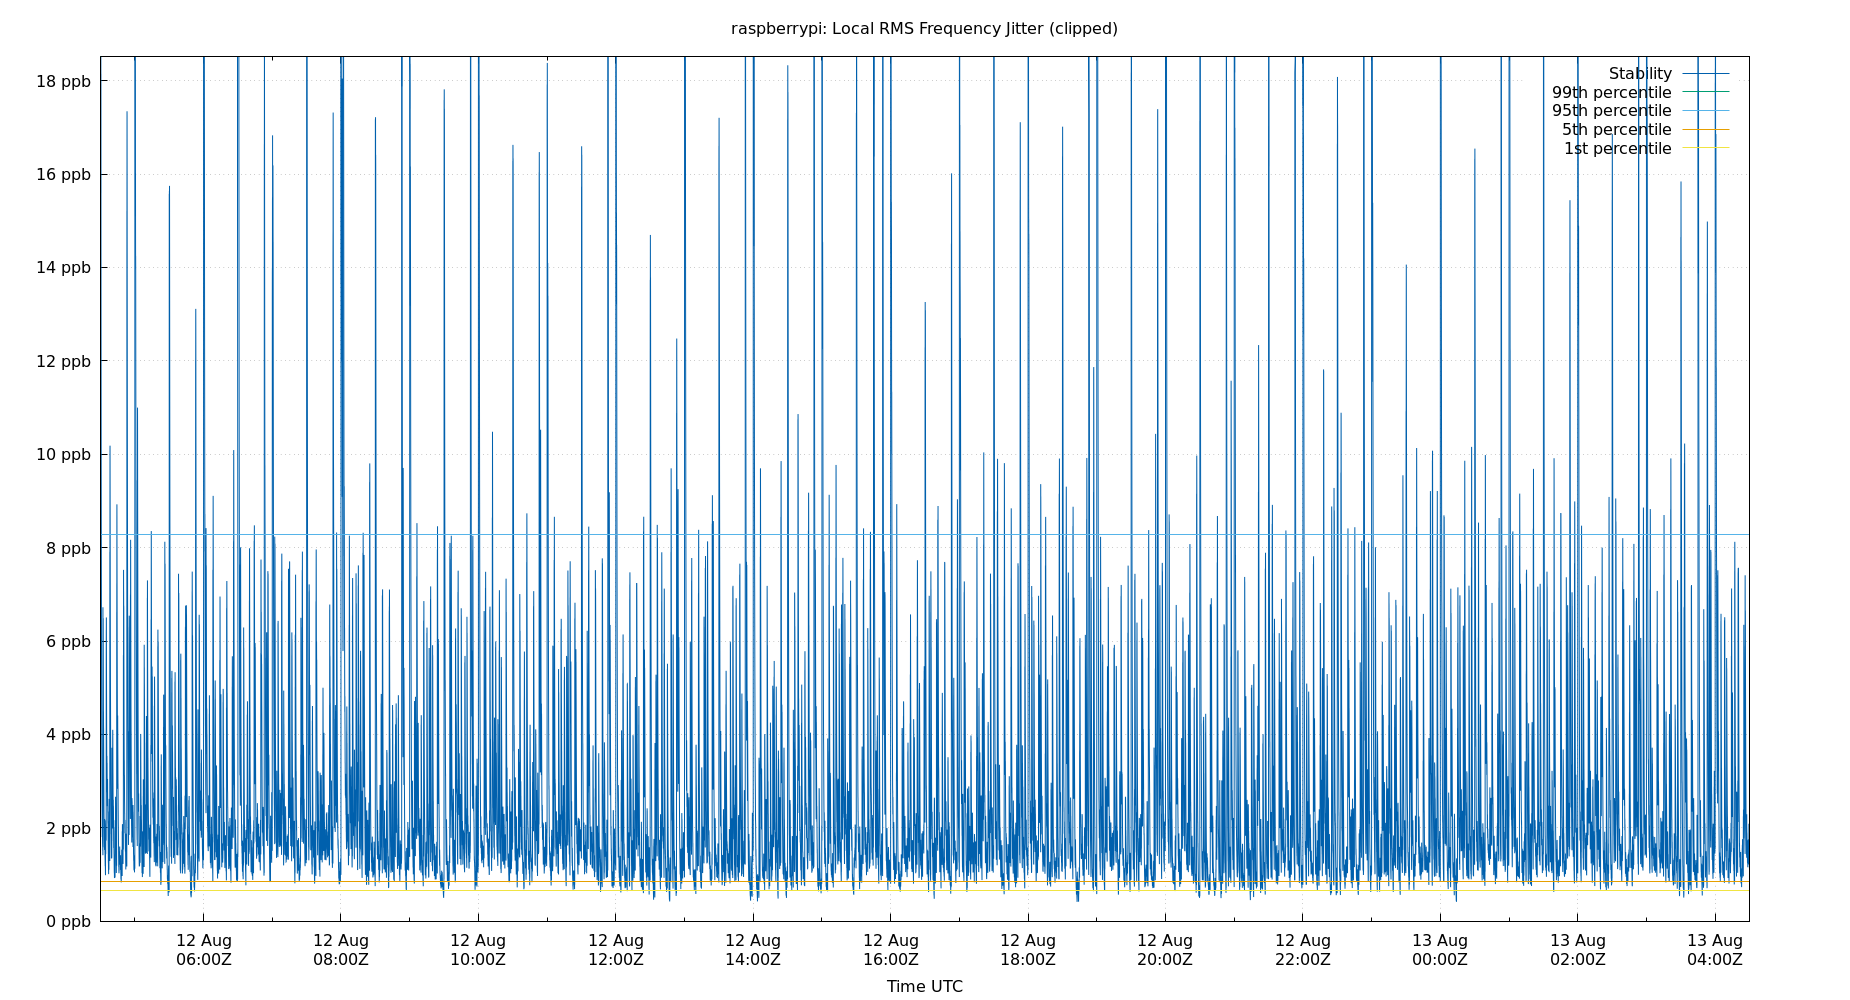 raspberrypi: Local RMS Frequency Jitter (clipped)
18 ppb
16 ppb
14 ppb
12 ppb
10 ppb
8 ppb
6 ppb
4 ppb
2 ppb
0 ppb
Stability
99th percentile
95th percentile
5th percentile
1st percentile
12 Aug 12 Aug 12 Aug 12 Aug 12 Aug 12 Aug 12 Aug 12 Aug 12 Aug 13 Aug 13 Aug 13 Aug
06:00Z 08:00Z 10:00Z 12:00Z 14:00Z 16:00Z 18:00Z 20:00Z 22:00Z 00:00Z 02:00Z 04:00Z
Time UTC